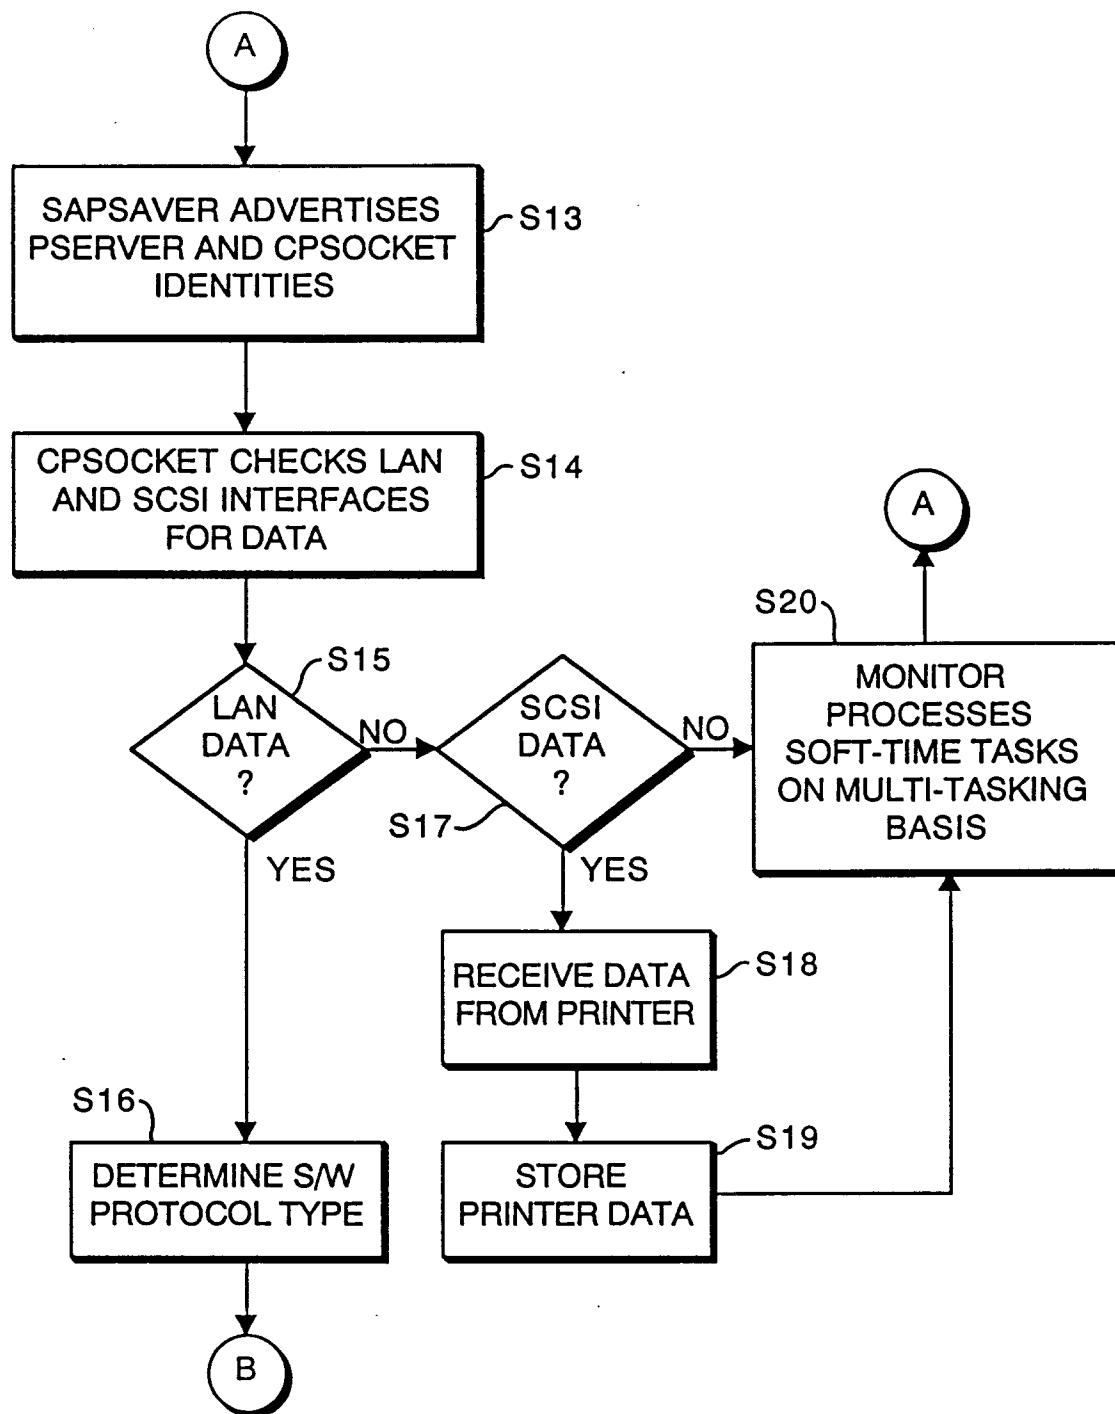 A
SAPSAVER ADVERTISES
PSERVER AND CPSOCKET
IDENTITIES
S13
CPSOCKET CHECKS LAN
AND SCSI INTERFACES
FOR DATA
S14
LAN
DATA
?
S15
NO
YES
SCSI
DATA
?
S17
NO
YES
A
S20
MONITOR
PROCESSES
SOFT-TIME TASKS
ON MULTI-TASKING
BASIS
RECEIVE DATA
FROM PRINTER
S18
STORE
PRINTER DATA
S19
S16
DETERMINE S/W
PROTOCOL TYPE
B